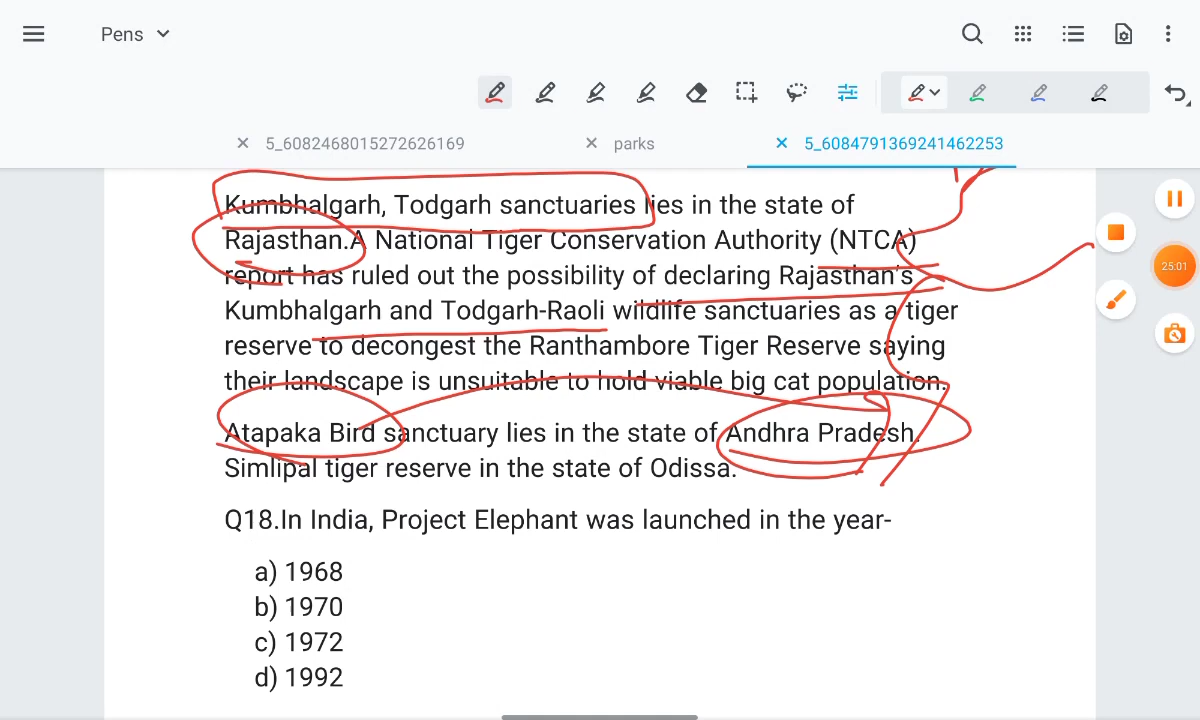 Pens
5_6082468015272626169
parks
5_6084791369241462253
Kumbhalgarh, Todgarh sanctuaries lies in the state of
Rajasthan.A National Tiger Conservation Authority (NTCA)
report has ruled out the possibility of declaring Rajasthan's
Kumbhalgarh and Todgarh-Raoli wildlife sanctuaries as a tiger
reserve to decongest the Ranthambore Tiger Reserve saying
their landscape is unsuitable to hold viable big cat population.
Atapaka Bird sanctuary lies in the state of Andhra Pradesh.
Simlipal tiger reserve in the state of Odissa.
Q18.In India, Project Elephant was launched in the year-
a) 1968
b) 1970
c) 1972
d) 1992
25:01